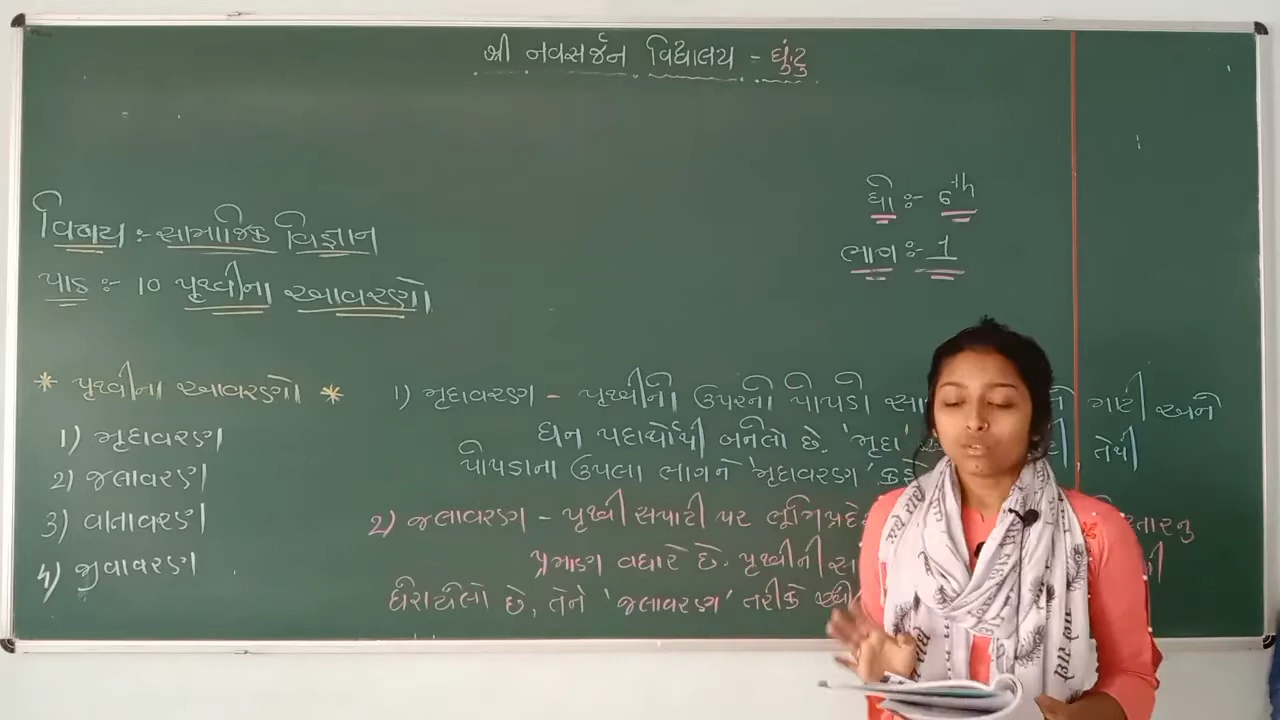 શ્રી નવસર્જન વિદ્યાલય - ઘુંટુ
ધો :- 6th
વિષય :- સામાજિક વિજ્ઞાન
ભાગ :- 1
પાઠ :- 10 પૃથ્વીના આવરણો
* પૃથ્વીના આવરણો *
1) મૃદાવરણ
2) જલાવરણ
3) વાતાવરણ
4) જીવાવરણ
1) મૃદાવરણ - પૃથ્વીની ઉપરની પોપડો માટી અને
ઘન પદાર્થોથી બનેલો છે. 'મૃદા' તેથી
પોપડાના ઉપલા ભાગને 'મૃદાવરણ' કહે
2) જલાવરણ - પૃથ્વી સપાટી પર
પ્રમાણ વધારે છે. પૃથ્વીની
ઘેરાયેલો છે, તેને 'જલાવરણ' તરીકે